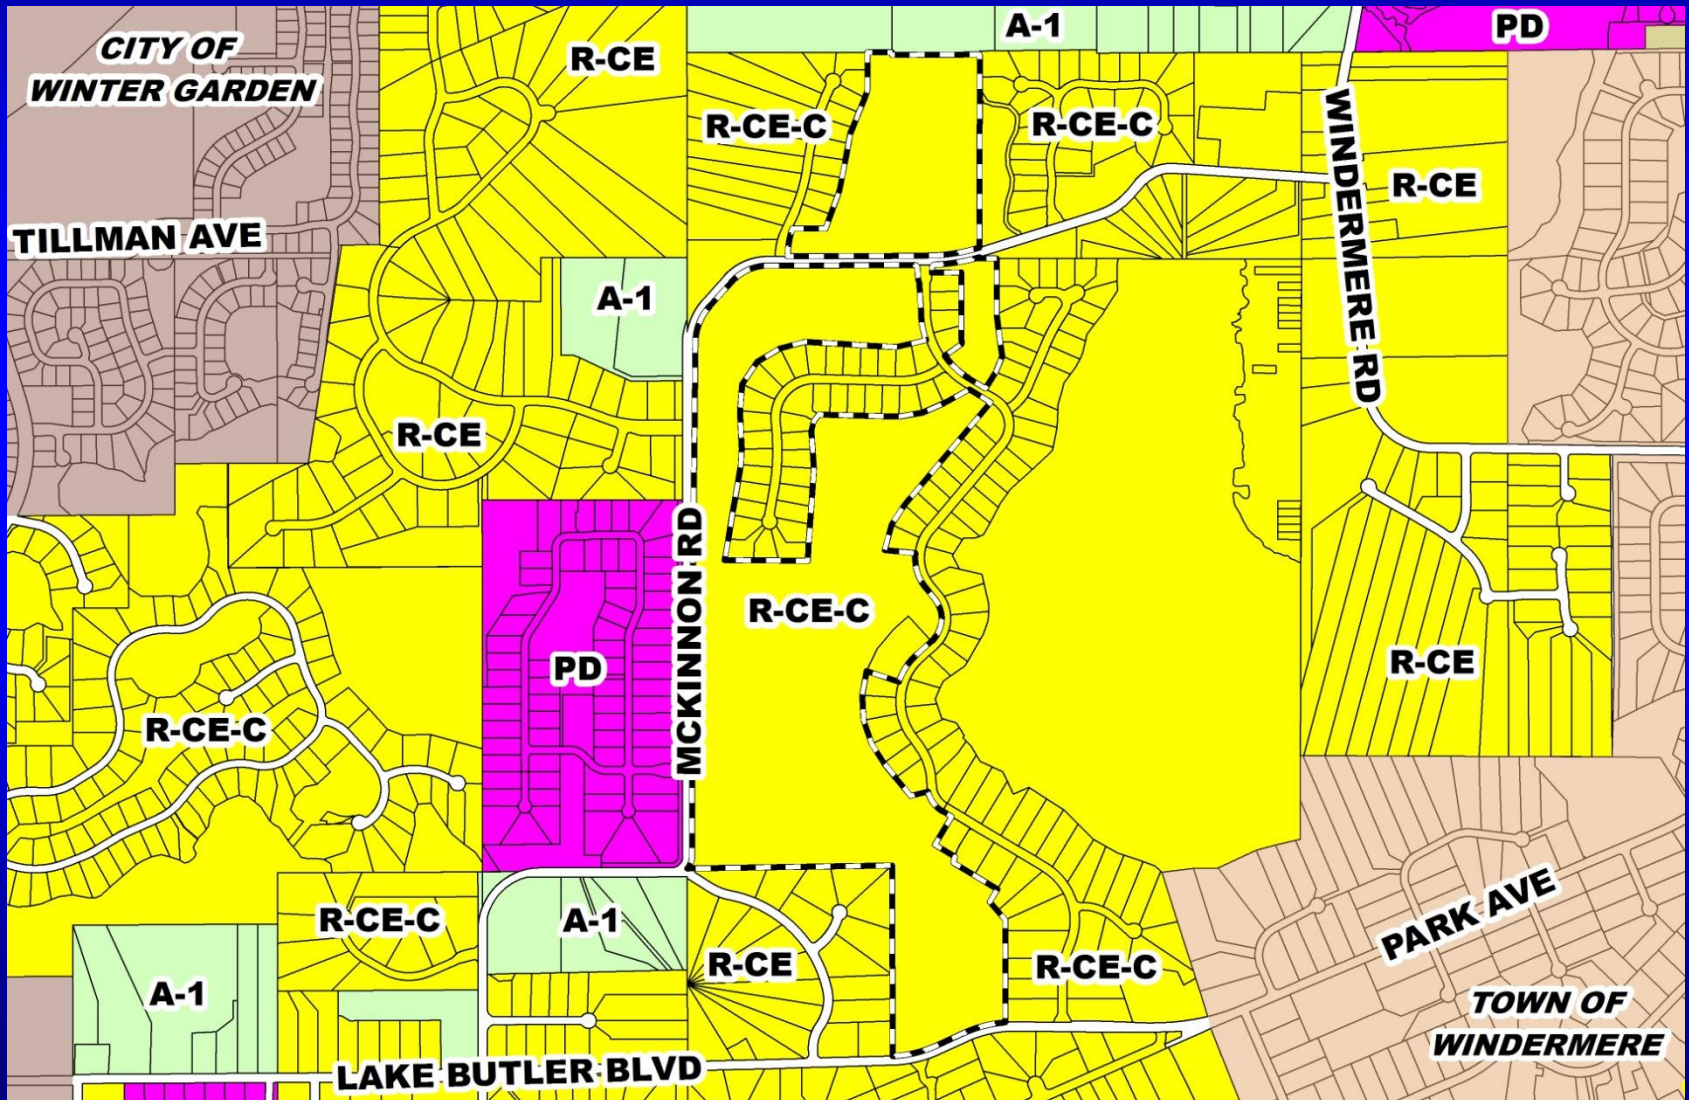 A-1
PD
CITY OF
WINTER GARDEN
R-CE
R-CE-C
R-CE-C
WINDERMERE RD
R-CE
TILLMAN AVE
A-1
R-CE
MCKINNON RD
R-CE-C
PD
R-CE
R-CE-C
R-CE-C
A-1
R-CE
R-CE-C
PARK AVE
A-1
TOWN OF
WINDERMERE
LAKE BUTLER BLVD